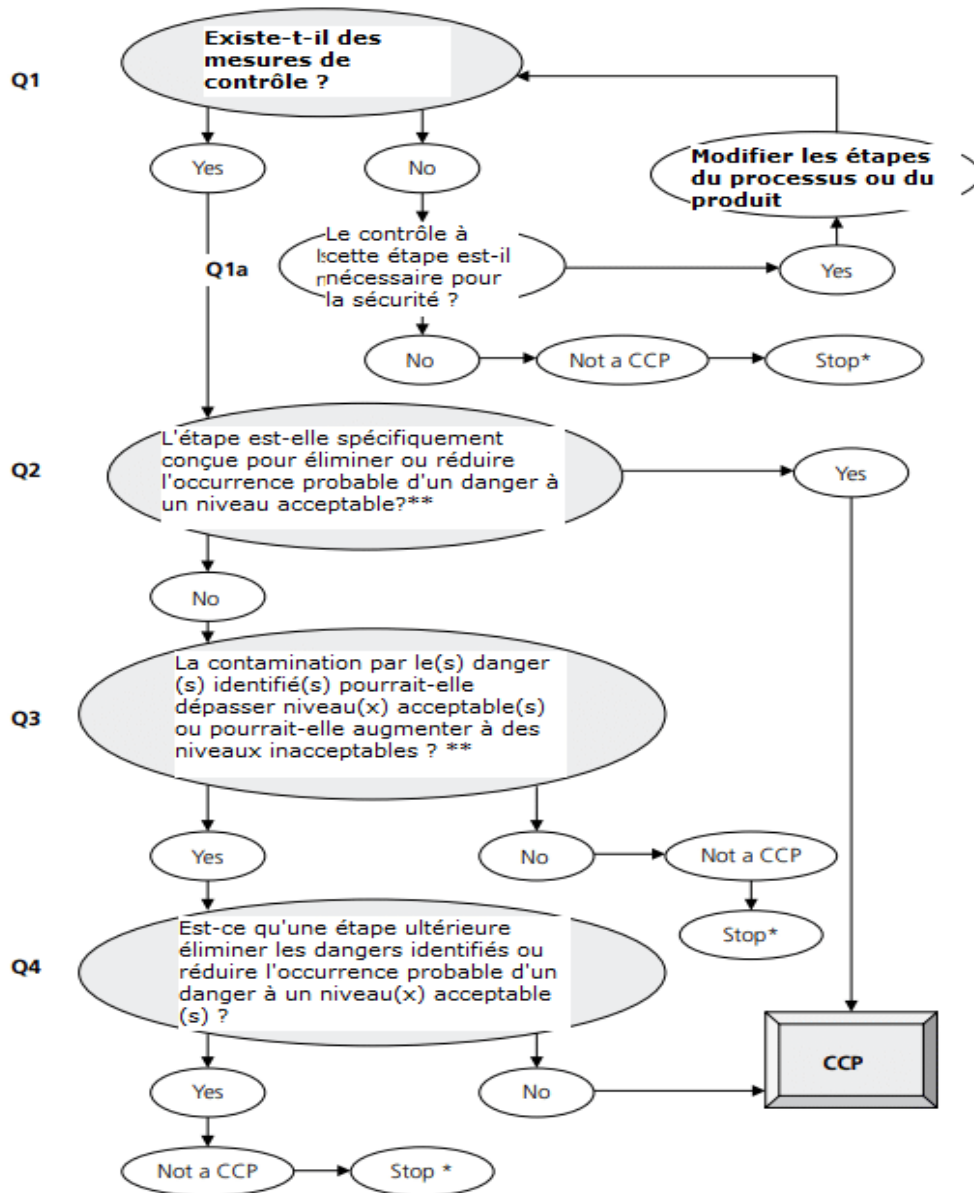 Existe-t-il des
mesures de
contrôle ?
Q1
Yes
No
Modifier les étapes
du processus ou du
produit
Q1a
Le contrôle à
cette étape est-il
nécessaire pour
la sécurité ?
Yes
No
Not a CCP
Stop*
Q2
L'étape est-elle spécifiquement
conçue pour éliminer ou réduire
l'occurrence probable d'un danger à
un niveau acceptable?**
Yes
No
Q3
La contamination par le(s) danger
(s) identifié(s) pourrait-elle
dépasser niveau(x) acceptable(s)
ou pourrait-elle augmenter à des
niveaux inacceptables ? **
Yes
No
Not a CCP
Stop*
Q4
Est-ce qu'une étape ultérieure
éliminer les dangers identifiés ou
réduire l'occurrence probable d'un
danger à un niveau(x) acceptable
(s) ?
CCP
Yes
No
Not a CCP
Stop *